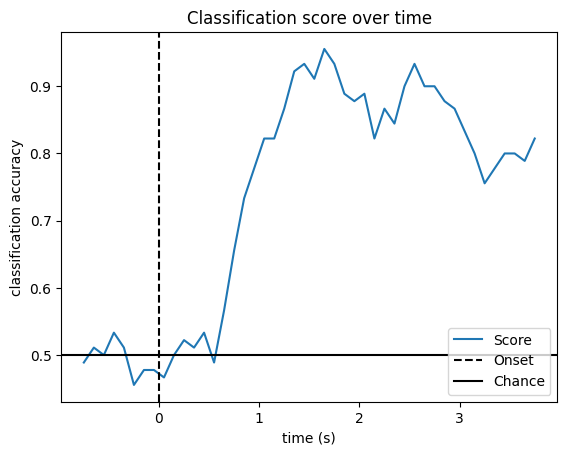 Classification score over time
classification accuracy
0.9
0.8
0.7
0.6
0.5
0
1
2
3
time (s)
Score
Onset
Chance